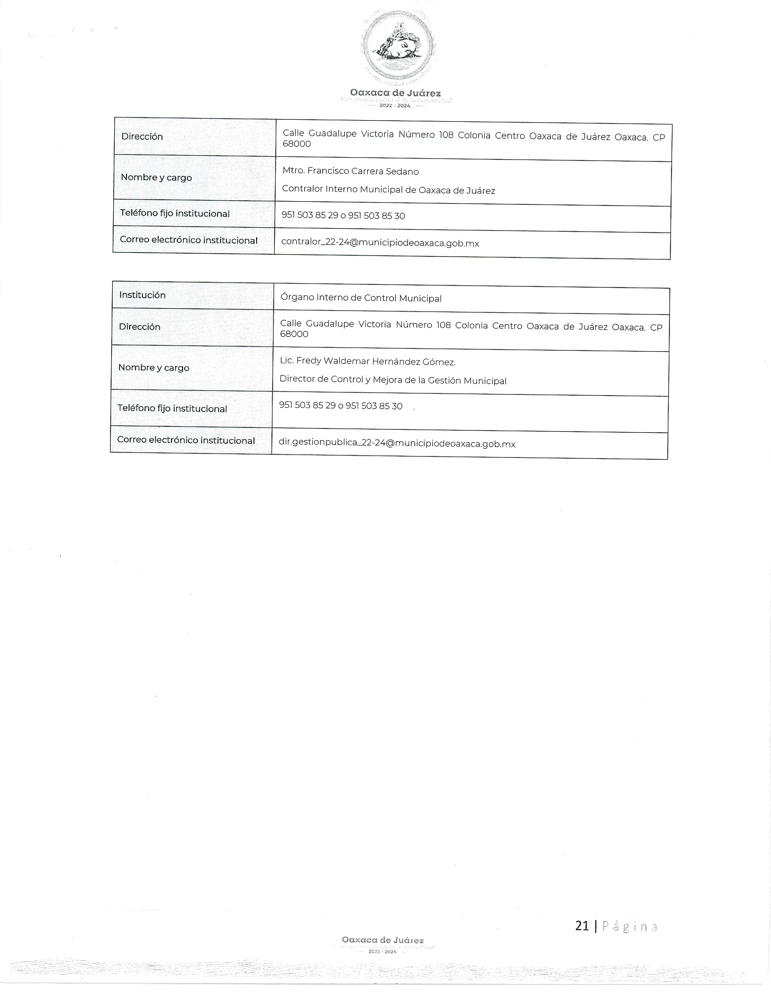 Oaxaca de Juárez
Patrimonio cultural de la humanidad
2022 - 2024
Dirección
Calle Guadalupe Victoria Número 108 Colonia Centro Oaxaca de Juárez Oaxaca. CP
68000
Nombre y cargo
Mtro. Francisco Carrera Sedano
Contralor Interno Municipal de Oaxaca de Juárez
Teléfono fijo institucional
951 503 85 29 o 951 503 85 30
Correo electrónico institucional
contralor_22-24@municipiodeoaxaca.gob.mx
Institución
Órgano Interno de Control Municipal
Dirección
Calle Guadalupe Victoria Número 108 Colonia Centro Oaxaca de Juárez Oaxaca. CP
68000
Nombre y cargo
Lic. Fredy Waldemar Hernández Gómez.
Director de Control y Mejora de la Gestión Municipal
Teléfono fijo institucional
951 503 85 29 o 951 503 85 30
Correo electrónico institucional
dir.gestionpublica_22-24@municipiodeoaxaca.gob.mx
21 | Página
Oaxaca de Juárez
2022 - 2024